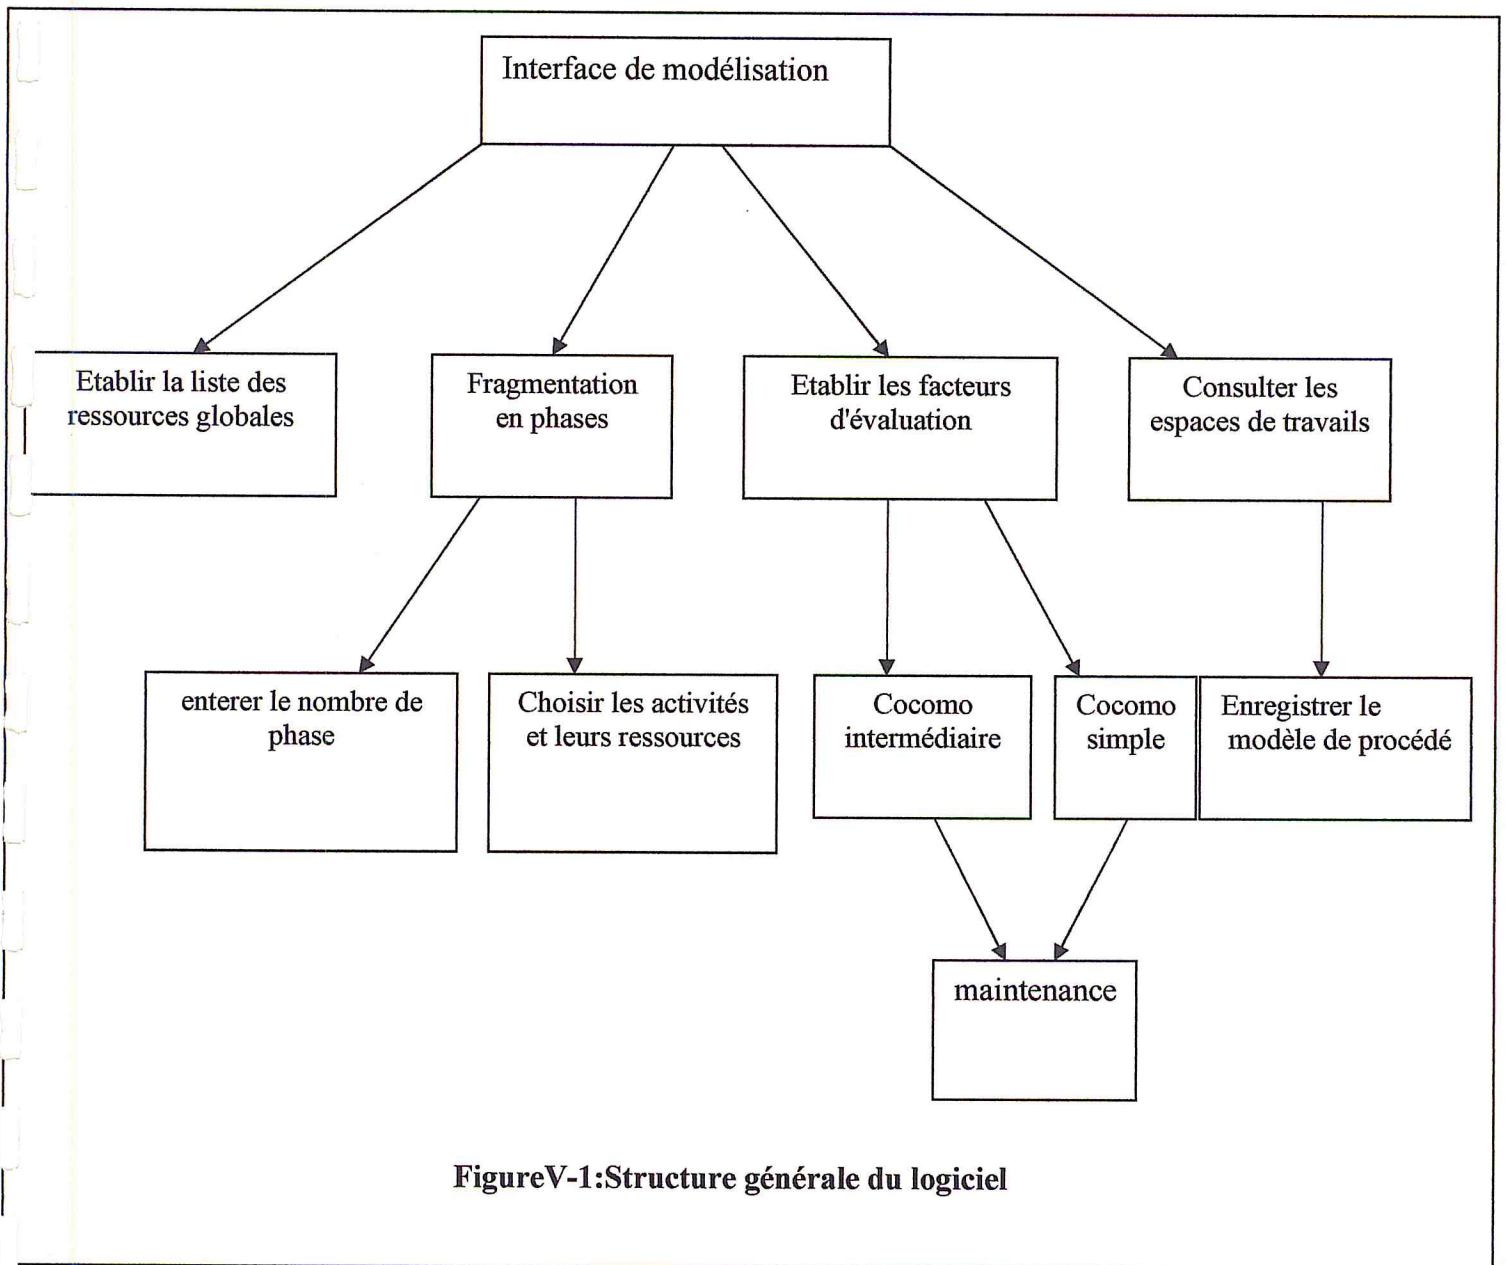 Interface de modélisation
Etablir la liste des
ressources globales
Fragmentation
en phases
Etablir les facteurs
d'évaluation
Consulter les
espaces de travails
enterer le nombre de
phase
Choisir les activités
et leurs ressources
Cocomo
intermédiaire
Cocomo
simple
Enregistrer le
modèle de procédé
maintenance
FigureV-1:Structure générale du logiciel